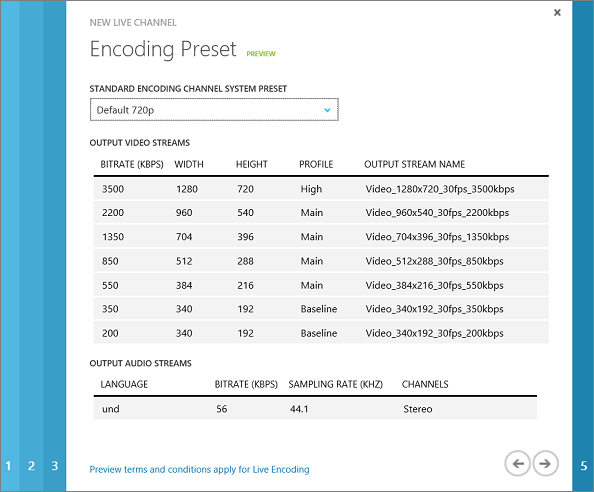 NEW LIVE CHANNEL
Encoding Preset PREVIEW
STANDARD ENCODING CHANNEL SYSTEM PRESET
Default 720p
OUTPUT VIDEO STREAMS
BITRATE (KBPS) WIDTH HEIGHT PROFILE OUTPUT STREAM NAME
3500 1280 720 High Video_1280x720_30fps_3500kbps
2200 960 540 Main Video_960x540_30fps_2200kbps
1350 704 396 Main Video_704x396_30fps_1350kbps
850 512 288 Main Video_512x288_30fps_850kbps
550 384 216 Main Video_384x216_30fps_550kbps
350 340 192 Baseline Video_340x192_30fps_350kbps
200 340 192 Baseline Video_340x192_30fps_200kbps
OUTPUT AUDIO STREAMS
LANGUAGE BITRATE (KBPS) SAMPLING RATE (KHZ) CHANNELS
und 56 44.1 Stereo
1 2 3 5
Preview terms and conditions apply for Live Encoding